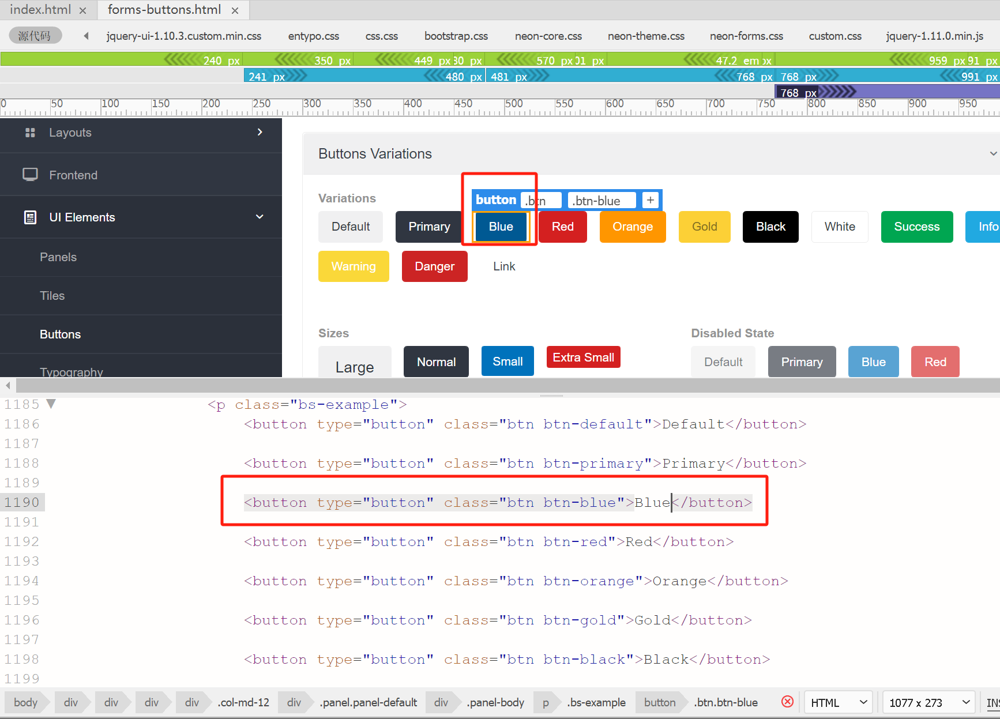 index.html ×
forms-buttons.html ×
源代码
jquery-ui-1.10.3.custom.min.css
entypo.css
css.css
bootstrap.css
neon-core.css
neon-theme.css
neon-forms.css
custom.css
jquery-1.11.0.min.js
240 px
350 px
449 px
80 px
570 px
01 px
47.2 em
px
959 px
91 px
241 px
480 px
481 px
768 px
768 px
991 px
768 px
0 50 100 150 200 250 300 350 400 450 500 550 600 650 700 750 800 850 900 950
Layouts
Frontend
UI Elements
Panels
Tiles
Buttons
Typography
Buttons Variations
Variations
button .btn .btn-blue +
Default Primary Blue Red Orange Gold Black White Success Info
Warning Danger Link
Sizes
Large Normal Small Extra Small
Disabled State
Default Primary Blue Red
1185 <p class="bs-example">
1186 <button type="button" class="btn btn-default">Default</button>
1187
1188 <button type="button" class="btn btn-primary">Primary</button>
1189
1190 <button type="button" class="btn btn-blue">Blue</button>
1191
1192 <button type="button" class="btn btn-red">Red</button>
1193
1194 <button type="button" class="btn btn-orange">Orange</button>
1195
1196 <button type="button" class="btn btn-gold">Gold</button>
1197
1198 <button type="button" class="btn btn-black">Black</button>
1199
body div div div div .col-md-12 div .panel.panel-default div .panel-body p .bs-example button .btn.btn-blue HTML 1077 x 273 INS